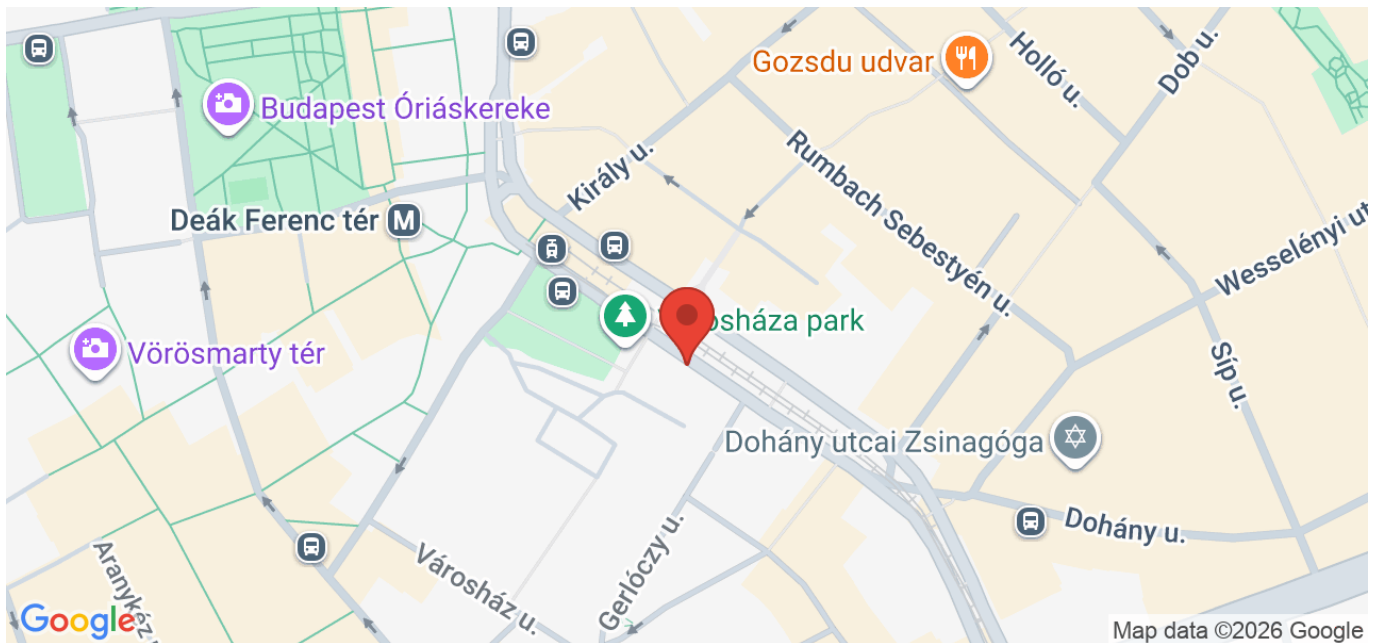 Gozsdu udvar
Holló u.
Dob u.
Budapest Óriáskereke
Király u.
Rumbach Sebestyén u.
Deák Ferenc tér M
Wesselényi ut
osháza park
Vörösmarty tér
Síp u.
Dohány utcai Zsinagóga
Dohány u.
Gerlóczy u.
Városház u.
Aranykéz
Google
Map data ©2026 Google